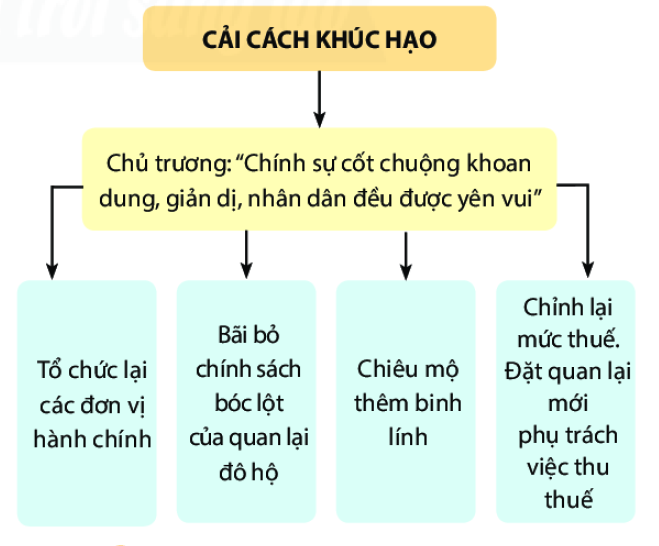 trời sáng tạo
CẢI CÁCH KHÚC HẠO
Chủ trương: “Chính sự cốt chuộng khoan
dung, giản dị, nhân dân đều được yên vui”
Tổ chức lại
các đơn vị
hành chính
Bãi bỏ
chính sách
bóc lột
của quan lại
đô hộ
Chiêu mộ
thêm binh
lính
Chỉnh lại
mức thuế.
Đặt quan lại
mới
phụ trách
việc thu
thuế